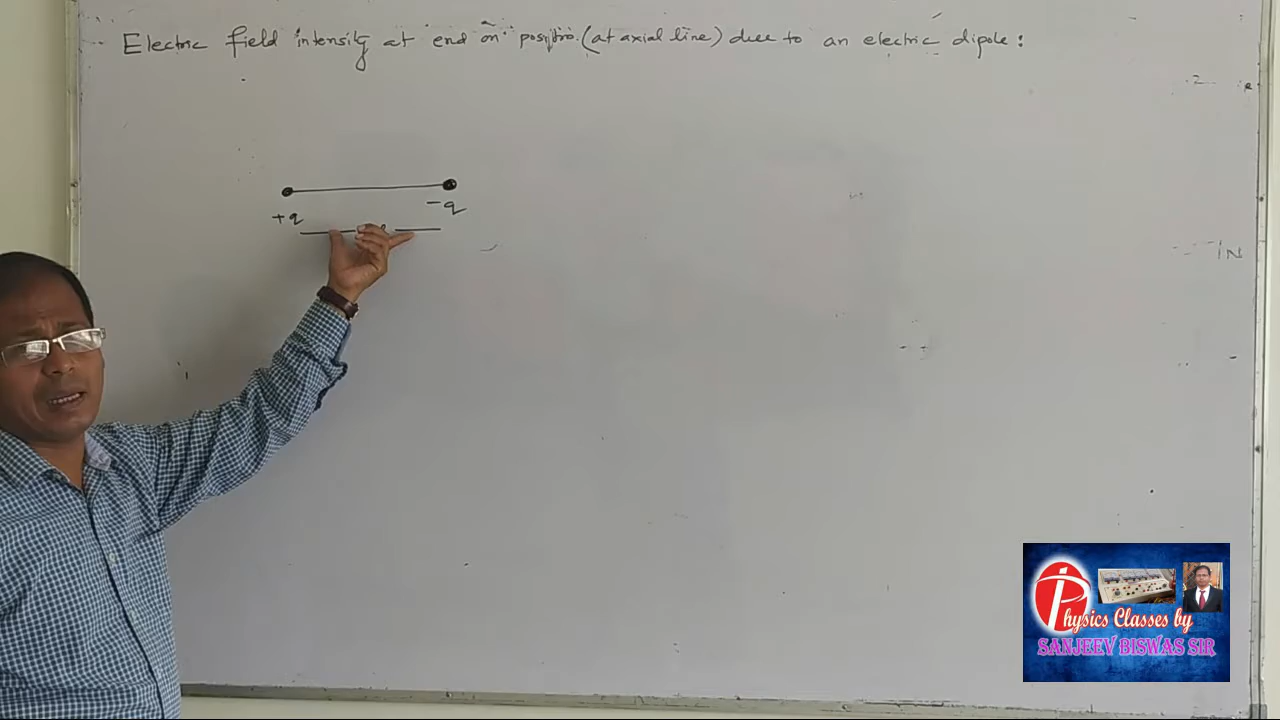 Electric field intensity at end on position (at axial line) due to an electric dipole:
+q
-q
IN
Physics Classes by
SANJEEV BISWAS SIR